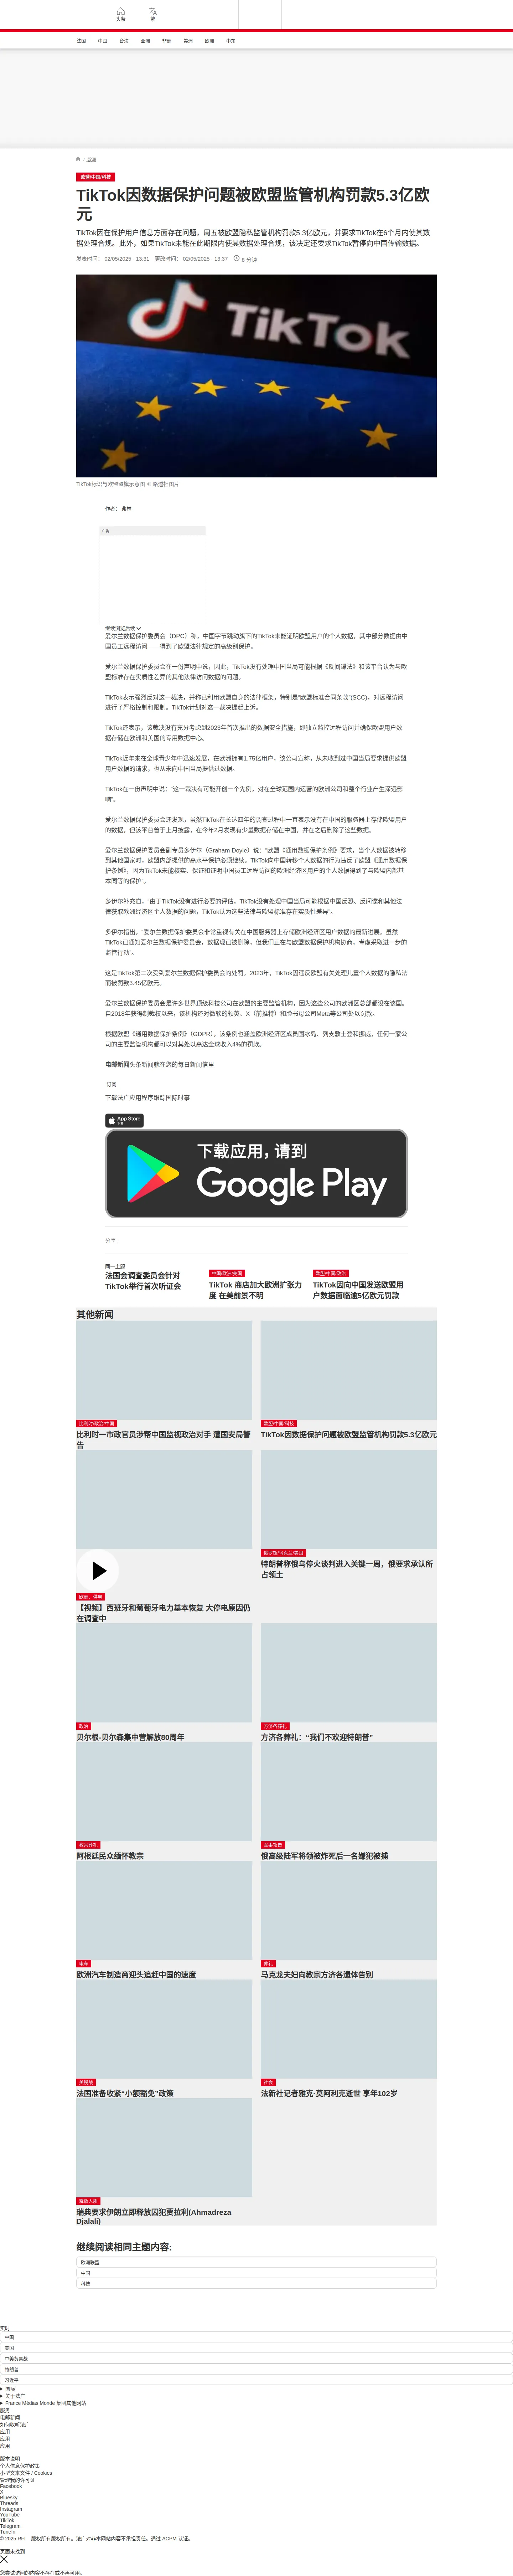 头条
繁
法国
中国
台海
亚洲
非洲
美洲
欧洲
中东
/ 亚洲
欧盟/中国/科技
TikTok因数据保护问题被欧盟监管机构罚款5.3亿欧元
TikTok因在保护用户信息方面存在问题，周五被欧盟隐私监管机构罚款5.3亿欧元，并要求TikTok在6个月内使其数据处理合规。此外，如果TikTok未能在此期限内使其数据处理合规，该决定还要求TikTok暂停向中国传输数据。
发表时间： 02/05/2025 - 13:31 更改时间： 02/05/2025 - 13:37 8 分钟
TikTok
TikTok标识与欧盟盟旗示意图 © 路透社图片
作者： 弗林
广告
继续浏览后续
爱尔兰数据保护委员会（DPC）称，中国字节跳动旗下的TikTok未能证明欧盟用户的个人数据，其中部分数据由中国员工远程访问——得到了欧盟法律规定的高级别保护。
爱尔兰数据保护委员会在一份声明中说，因此，TikTok没有处理中国当局可能根据《反间谍法》和该平台认为与欧盟标准存在实质性差异的其他法律访问数据的问题。
TikTok表示强烈反对这一裁决，并称已利用欧盟自身的法律框架，特别是“欧盟标准合同条款”(SCC)，对远程访问进行了严格控制和限制。TikTok计划对这一裁决提起上诉。
TikTok还表示，该裁决没有充分考虑到2023年首次推出的数据安全措施，即独立监控远程访问并确保欧盟用户数据存储在欧洲和美国的专用数据中心。
TikTok近年来在全球青少年中迅速发展，在欧洲拥有1.75亿用户，该公司宣称，从未收到过中国当局要求提供欧盟用户数据的请求，也从未向中国当局提供过数据。
TikTok在一份声明中说：“这一裁决有可能开创一个先例，对在全球范围内运营的欧洲公司和整个行业产生深远影响”。
爱尔兰数据保护委员会还发现，虽然TikTok在长达四年的调查过程中一直表示没有在中国的服务器上存储欧盟用户的数据，但该平台曾于上月披露，在今年2月发现有少量数据存储在中国，并在之后删除了这些数据。
爱尔兰数据保护委员会副专员多伊尔（Graham Doyle）说：“欧盟《通用数据保护条例》要求，当个人数据被转移到其他国家时，欧盟内部提供的高水平保护必须继续。TikTok向中国转移个人数据的行为违反了欧盟《通用数据保护条例》，因为TikTok未能核实、保证和证明中国员工远程访问的欧洲经济区用户的个人数据得到了与欧盟内部基本同等的保护”。
多伊尔补充道，“由于TikTok没有进行必要的评估，TikTok没有处理中国当局可能根据中国反恐、反间谍和其他法律获取欧洲经济区个人数据的问题，TikTok认为这些法律与欧盟标准存在实质性差异”。
多伊尔指出，“爱尔兰数据保护委员会非常重视有关在中国服务器上存储欧洲经济区用户数据的最新进展。虽然TikTok已通知爱尔兰数据保护委员会，数据现已被删除，但我们正在与欧盟数据保护机构协商，考虑采取进一步的监管行动”。
这是TikTok第二次受到爱尔兰数据保护委员会的处罚。2023年，TikTok因违反欧盟有关处理儿童个人数据的隐私法而被罚款3.45亿欧元。
爱尔兰数据保护委员会是许多世界顶级科技公司在欧盟的主要监管机构，因为这些公司的欧洲区总部都设在该国。自2018年获得制裁权以来，该机构还对微软的领英、X（前推特）和脸书母公司Meta等公司处以罚款。
根据欧盟《通用数据保护条例》（GDPR），该条例也涵盖欧洲经济区成员国冰岛、列支敦士登和挪威，任何一家公司的主要监管机构都可以对其处以高达全球收入4%的罚款。
电邮新闻头条新闻就在您的每日新闻信里
订阅
下载法广应用程序跟踪国际时事
App Store
下载应用，请到
Google Play
分享 :
同一主题
法国会调查委员会针对TikTok举行首次听证会
中国/欧洲/美国
TikTok 商店加大欧洲扩张力度 在美前景不明
欧盟/中国/政治
TikTok因向中国发送欧盟用户数据面临逾5亿欧元罚款
其他新闻
比利时/政治/中国
比利时一市政官员涉帮中国监视政治对手 遭国安局警告
欧盟/中国/科技
TikTok因数据保护问题被欧盟监管机构罚款5.3亿欧元
欧洲，供电
【视频】西班牙和葡萄牙电力基本恢复 大停电原因仍在调查中
俄罗斯/乌克兰/美国
特朗普称俄乌停火谈判进入关键一周，俄要求承认所占领土
政治
贝尔根-贝尔森集中营解放80周年
方济各葬礼
方济各葬礼：“我们不欢迎特朗普”
教宗葬礼
阿根廷民众缅怀教宗
军事攻击
俄高级陆军将领被炸死后一名嫌犯被捕
电车
欧洲汽车制造商迎头追赶中国的速度
葬礼
马克龙夫妇向教宗方济各遗体告别
关税战
法国准备收紧“小额豁免”政策
社会
法新社记者雅克·莫阿利克逝世 享年102岁
释放人质
瑞典要求伊朗立即释放囚犯贾拉利(Ahmadreza Djalali)
继续阅读相同主题内容:
欧洲联盟
中国
科技
实时
中国
美国
中美贸易战
特朗普
习近平
国际
关于法广
France Médias Monde 集团其他网站
服务
电邮新闻
如何收听法广
应用
应用
应用
版本说明
个人信息保护政策
小型文本文件 / Cookies
管理我的许可证
Facebook
X
Bluesky
Threads
Instagram
YouTube
TikTok
Telegram
TuneIn
© 2025 RFI – 版权所有版权所有。法广对非本网站内容不承担责任。通过 ACPM 认证。
页面未找到
您尝试访问的内容不存在或不再可用。